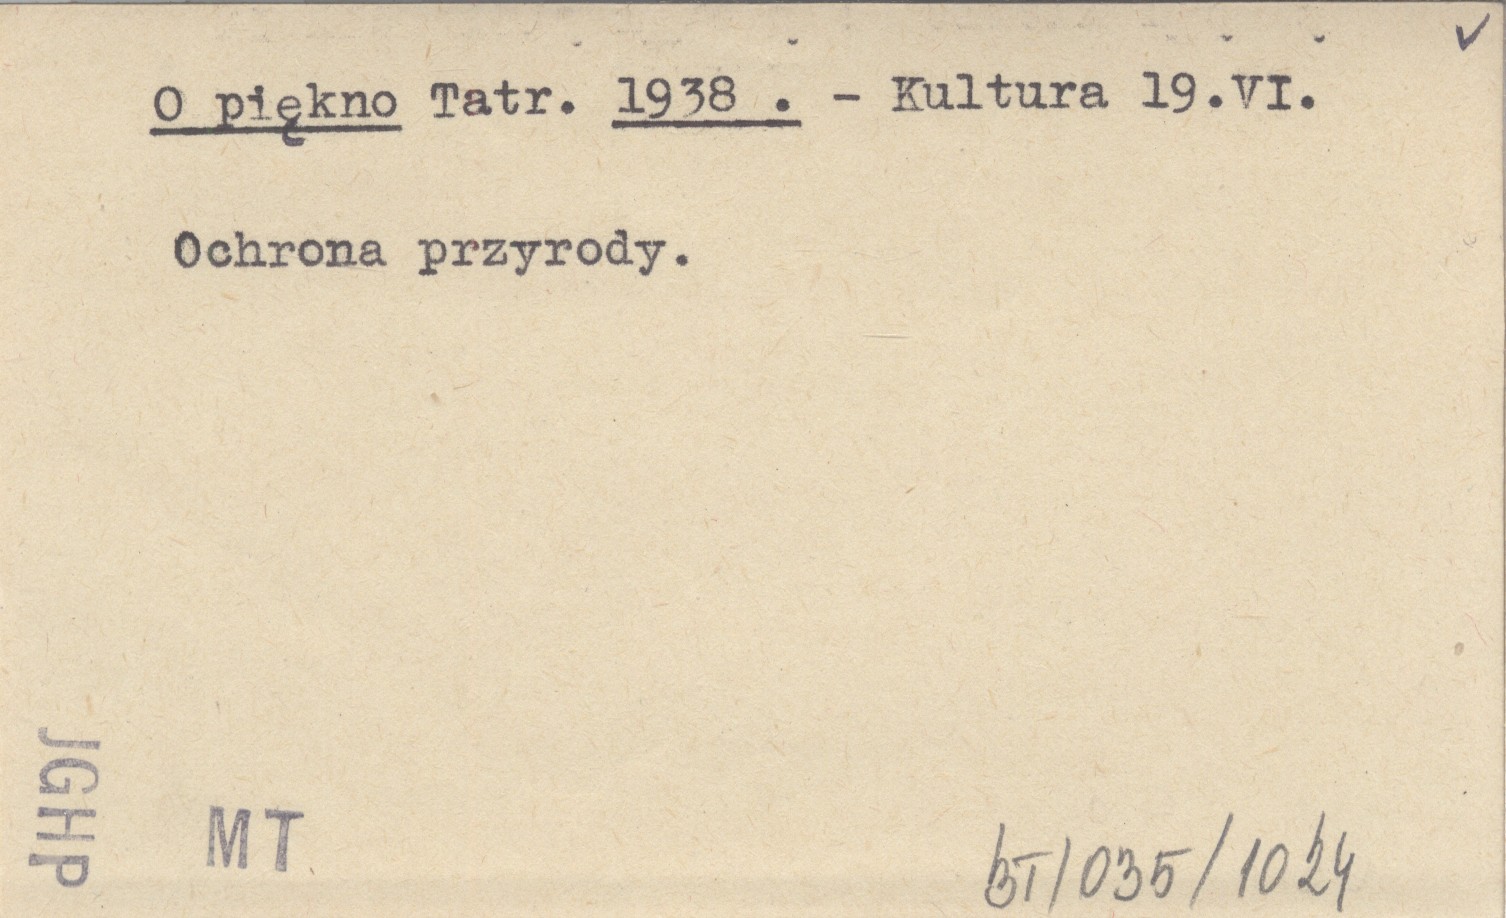 O piękno Tatr. 1938 . - Kultura 19.VI.
Ochrona przyrody.
JGHP
MT
BT/035/1024